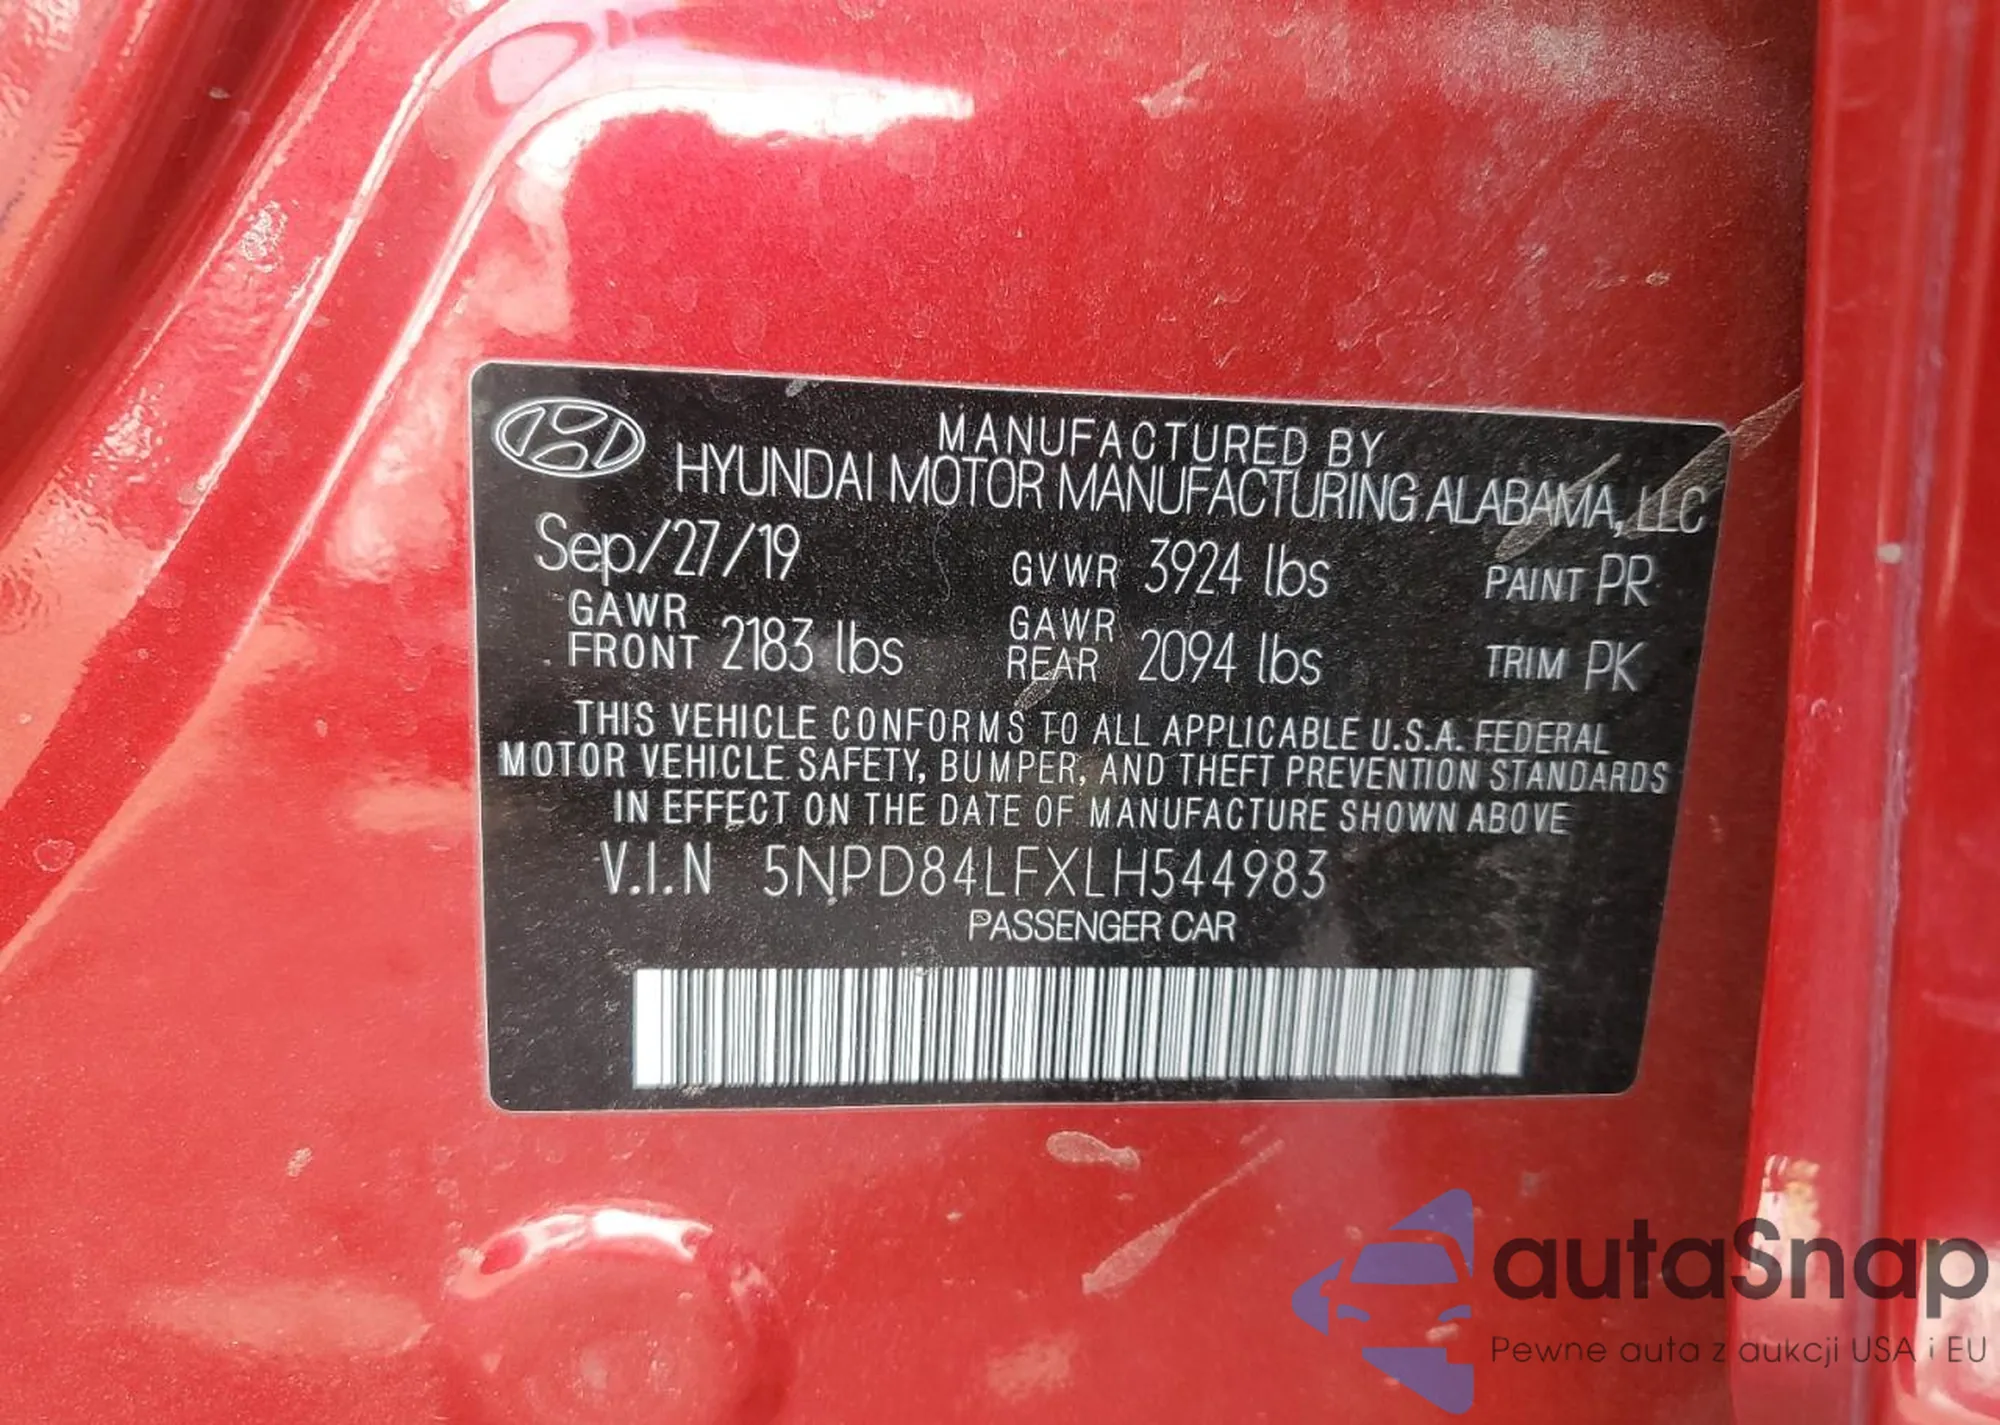 MANUFACTURED BY
HYUNDAI MOTOR MANUFACTURING ALABAMA, LLC
Sep/27/19 GVWR 3924 lbs PAINT PR
GAWR FRONT 2183 lbs GAWR REAR 2094 lbs TRIM PK
THIS VEHICLE CONFORMS TO ALL APPLICABLE U.S.A. FEDERAL
MOTOR VEHICLE SAFETY, BUMPER, AND THEFT PREVENTION STANDARDS
IN EFFECT ON THE DATE OF MANUFACTURE SHOWN ABOVE
V.I.N 5NPD84LFXLH544983
PASSENGER CAR
autaSnap
Pewne auta z aukcji USA i EU